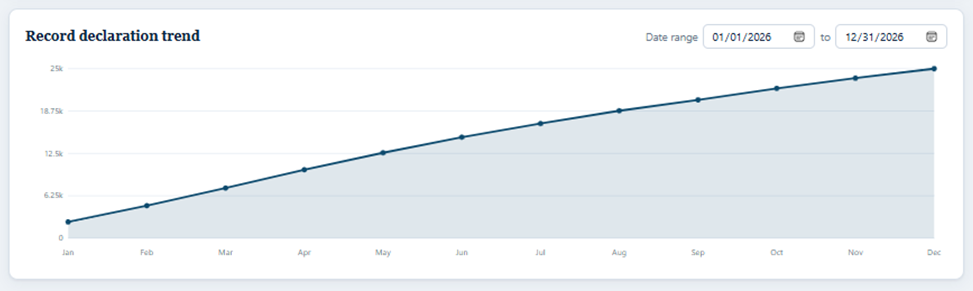 Record declaration trend
Date range 01/01/2026 to 12/31/2026
25k
18.75k
12.5k
6.25k
0
Jan Feb Mar Apr May Jun Jul Aug Sep Oct Nov Dec